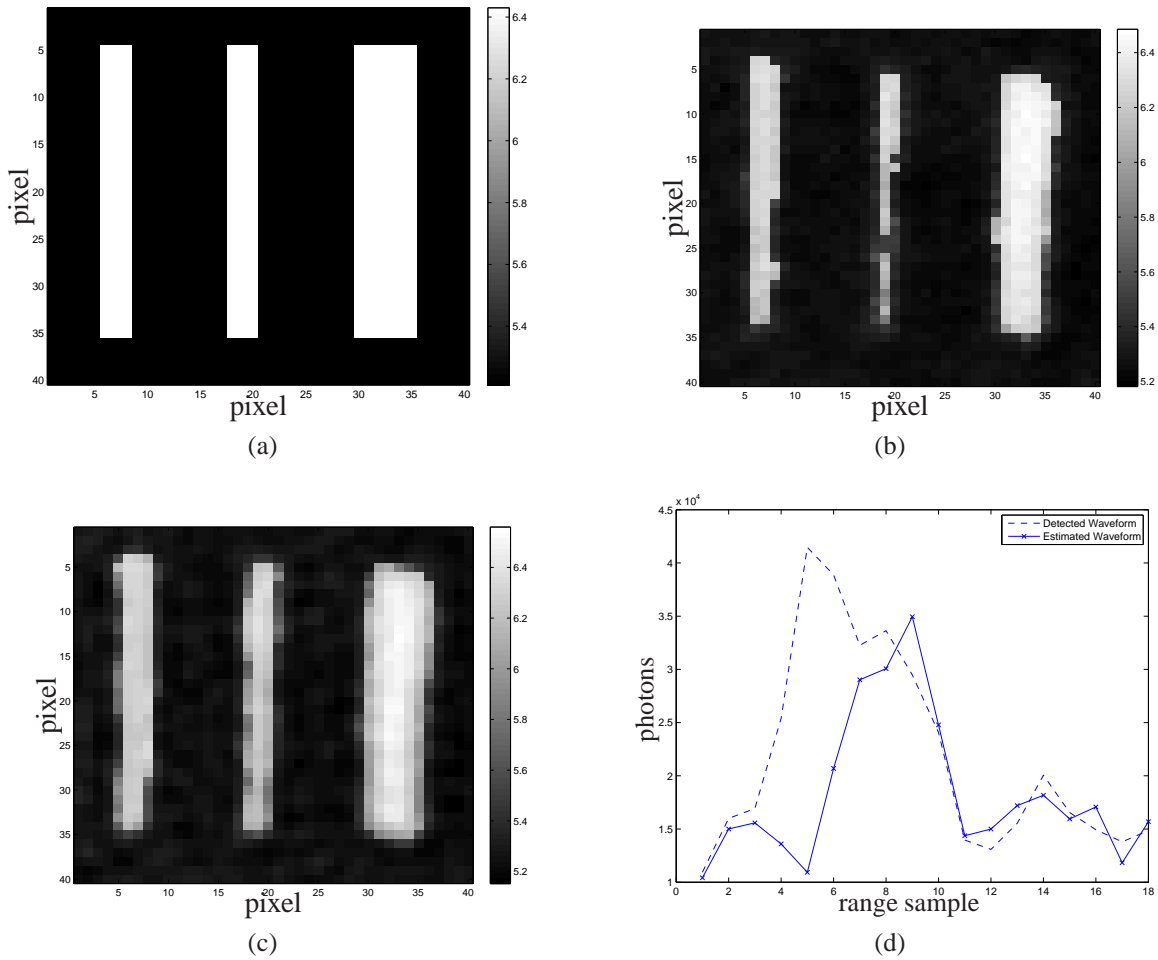 5
10
15
20
25
30
35
40
5 10 15 20 25 30 35 40
pixel
pixel
6.4
6.2
6
5.8
5.6
5.4
(a)
5
10
15
20
25
30
35
40
5 10 15 20 25 30 35 40
pixel
pixel
6.4
6.2
6
5.8
5.6
5.4
5.2
(b)
5
10
15
20
25
30
35
40
5 10 15 20 25 30 35 40
pixel
pixel
6.4
6.2
6
5.8
5.6
5.4
5.2
(c)
x 10^4
4.5
4
3.5
3
2.5
2
1.5
1
0 2 4 6 8 10 12 14 16 18
photons
range sample
Detected Waveform
Estimated Waveform
(d)